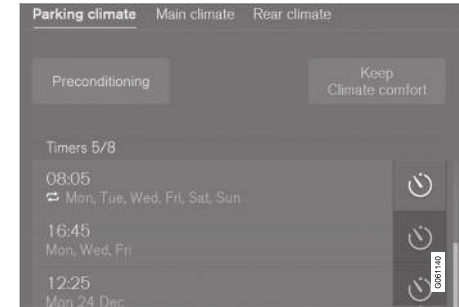 Parking climate Main climate Rear climate
Preconditioning
Keep
Climate comfort
Timers 5/8
08:05
Mon, Tue, Wed, Fri, Sat, Sun
16:45
Mon, Wed, Fri
12:25
Mon 24 Dec
G061140